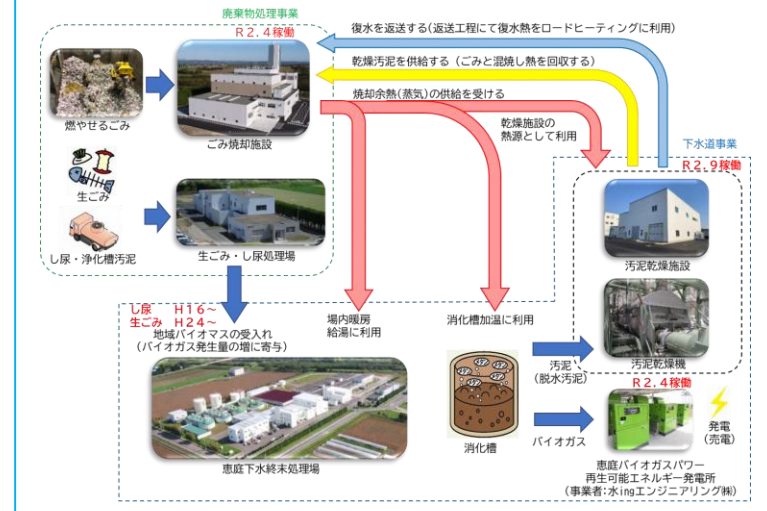 廃棄物処理事業
R2.4稼働
復水を返送する(返送工程にて復水熱をロードヒーティングに利用)
乾燥汚泥を供給する（ごみと混焼し熱を回収する）
焼却余熱(蒸気)の供給を受ける
乾燥施設の
熱源として利用
下水道事業
R2.9稼働
燃やせるごみ
ごみ焼却施設
生ごみ
し尿・浄化槽汚泥
生ごみ・し尿処理場
汚泥乾燥施設
し尿　H16～
生ごみ　H24～
地域バイオマスの受入れ
（バイオガス発生量の増に寄与）
場内暖房
給湯に利用
消化槽加温に利用
汚泥
（脱水汚泥）
汚泥乾燥機
R2.4稼働
消化槽
バイオガス
発電
（売電）
恵庭下水終末処理場
恵庭バイオガスパワー
再生可能エネルギー発電所
（事業者:水ingエンジニアリング㈱）